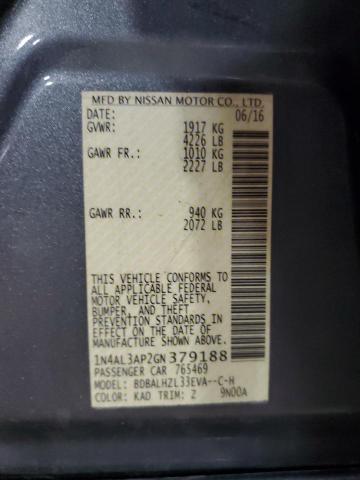 MFD BY NISSAN MOTOR CO., LTD.
DATE: 06/16
GVWR: 1917 KG
4226 LB
GAWR FR.: 1010 KG
2227 LB
GAWR RR.: 940 KG
2072 LB
THIS VEHICLE CONFORMS TO
ALL APPLICABLE FEDERAL
MOTOR VEHICLE SAFETY,
BUMPER, AND THEFT
PREVENTION STANDARDS IN
EFFECT ON THE DATE OF
MANUFACTURE SHOWN ABOVE.
1N4AL3AP2GN379188
PASSENGER CAR 765469
MODEL: BDBALHZL33EVA--C-H
COLOR: KAD TRIM: Z 9N00A